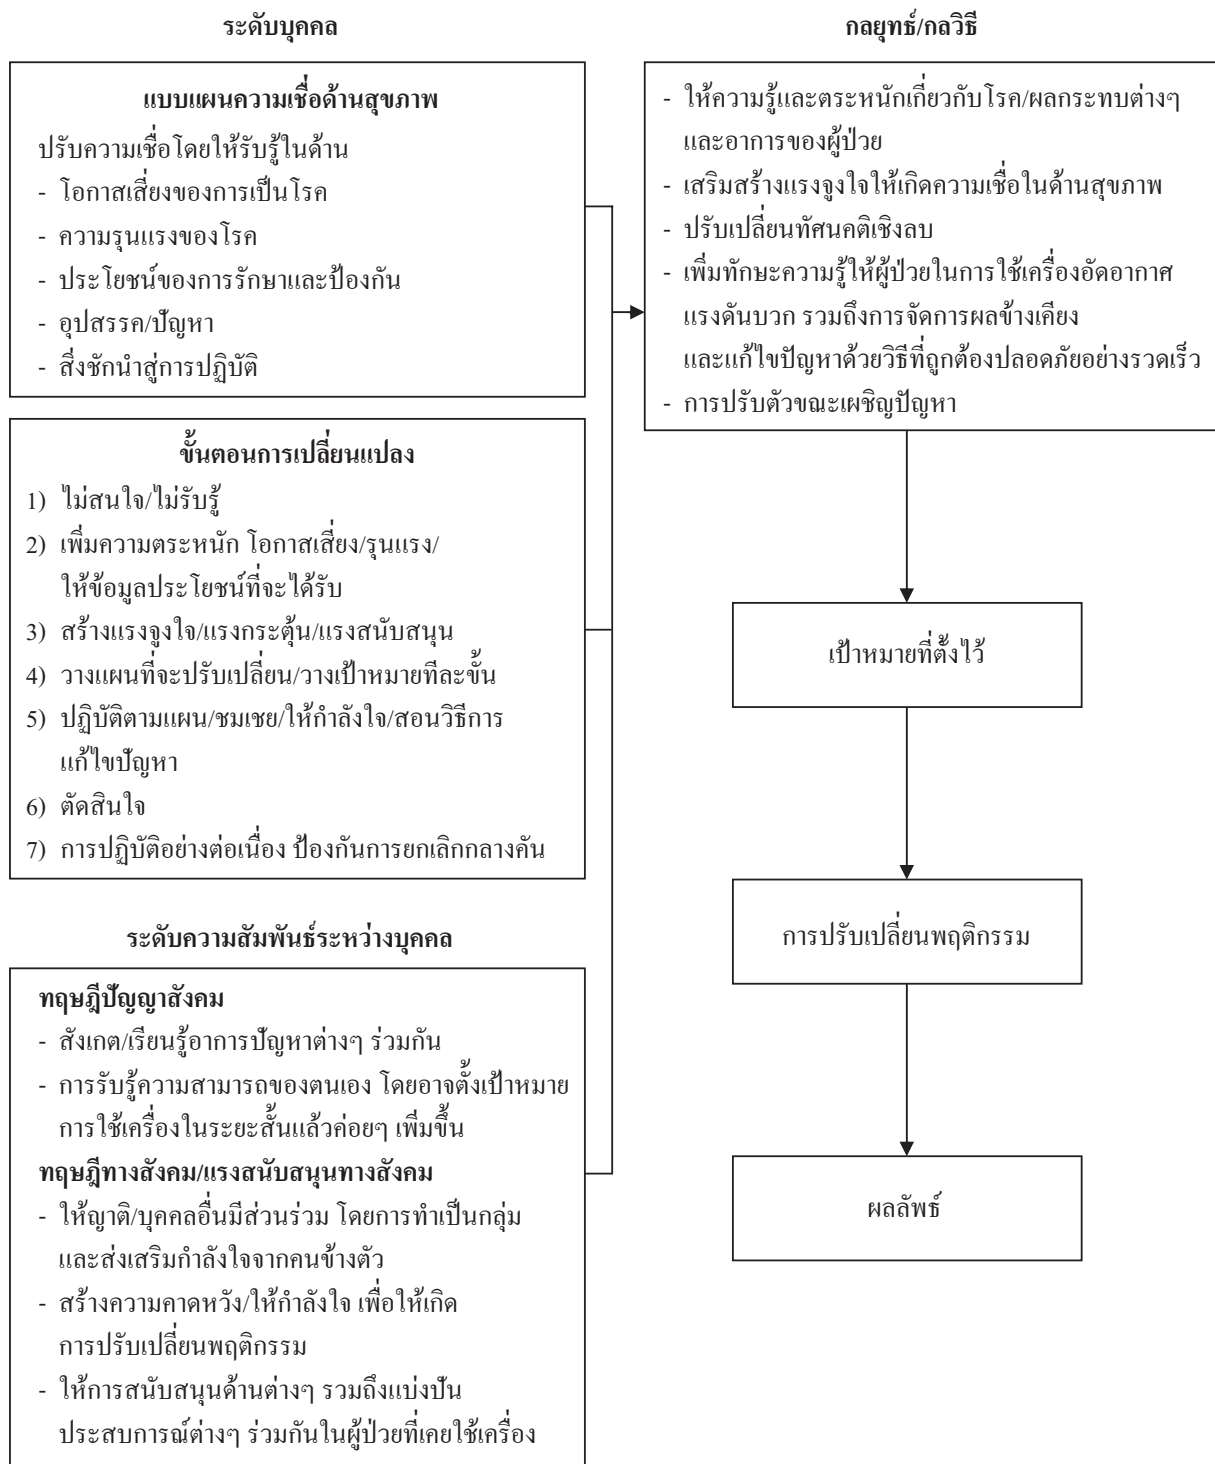 ระดับบุคคล
แบบแผนความเชื่อด้านสุขภาพ
ปรับความเชื่อโดยให้รับรู้ในด้าน
- โอกาสเสี่ยงของการเป็นโรค
- ความรุนแรงของโรค
- ประโยชน์ของการรักษาและป้องกัน
- อุปสรรค/ปัญหา
- สิ่งชักนำสู่การปฏิบัติ
ขั้นตอนการเปลี่ยนแปลง
1) ไม่สนใจ/ไม่รับรู้
2) เพิ่มความตระหนัก โอกาสเสี่ยง/รุนแรง/
ให้ข้อมูลประโยชน์ที่จะได้รับ
3) สร้างแรงจูงใจ/แรงกระตุ้น/แรงสนับสนุน
4) วางแผนที่จะปรับเปลี่ยน/วางเป้าหมายทีละขั้น
5) ปฏิบัติตามแผน/ชมเชย/ให้กำลังใจ/สอนวิธีการ
แก้ไขปัญหา
6) ตัดสินใจ
7) การปฏิบัติอย่างต่อเนื่อง ป้องกันการยกเลิกกลางคัน
ระดับความสัมพันธ์ระหว่างบุคคล
ทฤษฎีปัญญาสังคม
- สังเกต/เรียนรู้อาการปัญหาต่างๆ ร่วมกัน
- การรับรู้ความสามารถของตนเอง โดยอาจตั้งเป้าหมาย
การใช้เครื่องในระยะสั้นแล้วค่อยๆ เพิ่มขึ้น
ทฤษฎีทางสังคม/แรงสนับสนุนทางสังคม
- ให้ญาติ/บุคคลอื่นมีส่วนร่วม โดยการทำเป็นกลุ่ม
และส่งเสริมกำลังใจจากคนข้างตัว
- สร้างความคาดหวัง/ให้กำลังใจ เพื่อให้เกิด
การปรับเปลี่ยนพฤติกรรม
- ให้การสนับสนุนด้านต่างๆ รวมถึงแบ่งปัน
ประสบการณ์ต่างๆ ร่วมกันในผู้ป่วยที่เคยใช้เครื่อง
กลยุทธ์/กลวิธี
- ให้ความรู้และตระหนักเกี่ยวกับโรค/ผลกระทบต่างๆ
และอาการของผู้ป่วย
- เสริมสร้างแรงจูงใจให้เกิดความเชื่อในด้านสุขภาพ
- ปรับเปลี่ยนทัศนคติเชิงลบ
- เพิ่มทักษะความรู้ให้ผู้ป่วยในการใช้เครื่องอัดอากาศ
แรงดันบวก รวมถึงการจัดการผลข้างเคียง
และแก้ไขปัญหาด้วยวิธีที่ถูกต้องปลอดภัยอย่างรวดเร็ว
- การปรับตัวขณะเผชิญปัญหา
เป้าหมายที่ตั้งไว้
การปรับเปลี่ยนพฤติกรรม
ผลลัพธ์